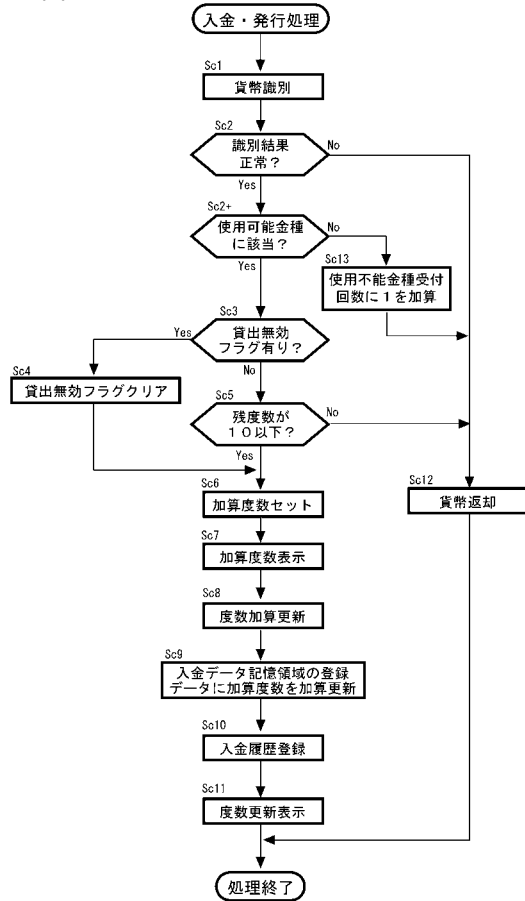 入金・発行処理
Sc1
貨幣識別
Sc2
識別結果
正常?
No
Yes
Sc2+
使用可能金種
に該当?
No
Yes
Sc13
使用不能金種受付
回数に1を加算
Sc3
貸出無効
フラグ有り?
Yes
No
Sc4
貸出無効フラグクリア
Sc5
残度数が
10以下?
No
Yes
Sc6
加算度数セット
Sc12
貨幣返却
Sc7
加算度数表示
Sc8
度数加算更新
Sc9
入金データ記憶領域の登録
データに加算度数を加算更新
Sc10
入金履歴登録
Sc11
度数更新表示
処理終了